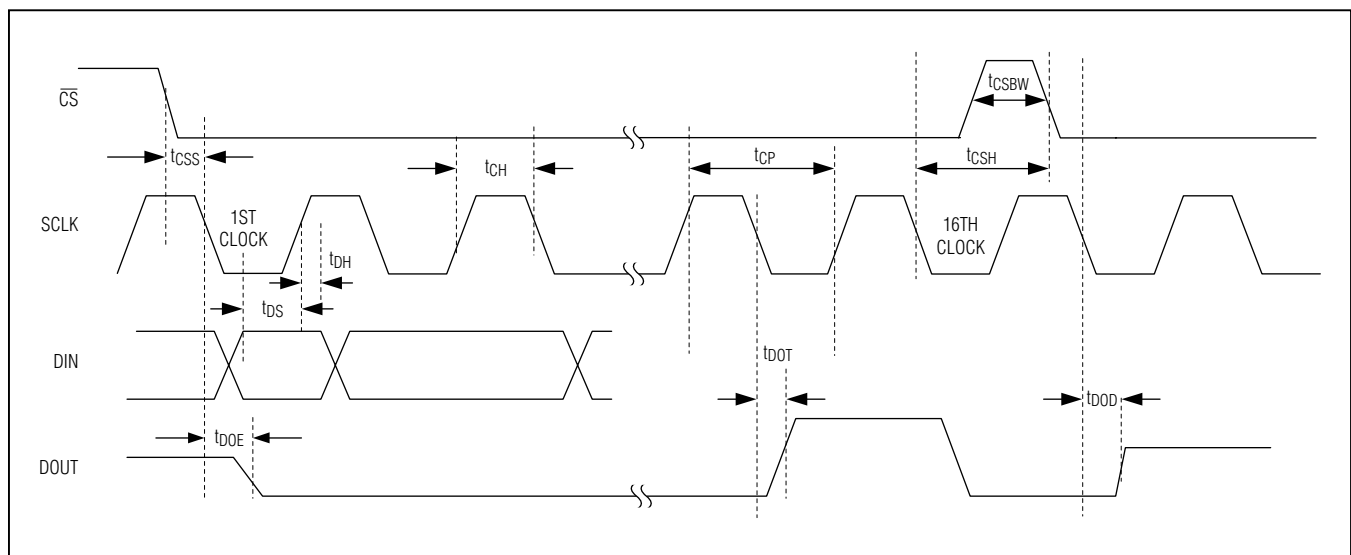 CS
tCSBW
tCSS
tCH
tCP
tCSH
SCLK
1ST
CLOCK
16TH
CLOCK
tDH
tDS
DIN
tDOT
tDOD
tDOE
DOUT